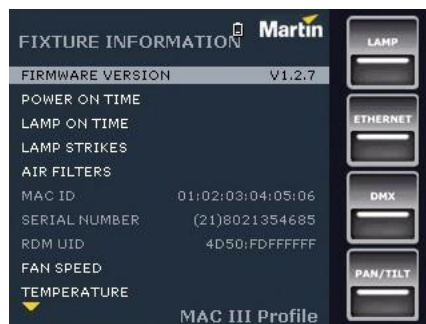 Martin
FIXTURE INFORMATION
FIRMWARE VERSION V1.2.7
POWER ON TIME
LAMP ON TIME
LAMP STRIKES
AIR FILTERS
MAC ID 01:02:03:04:05:06
SERIAL NUMBER (21)8021354685
RDM UID 4D50:FDFFFFFF
FAN SPEED
TEMPERATURE
MAC III Profile
LAMP
ETHERNET
DMX
PAN/TILT